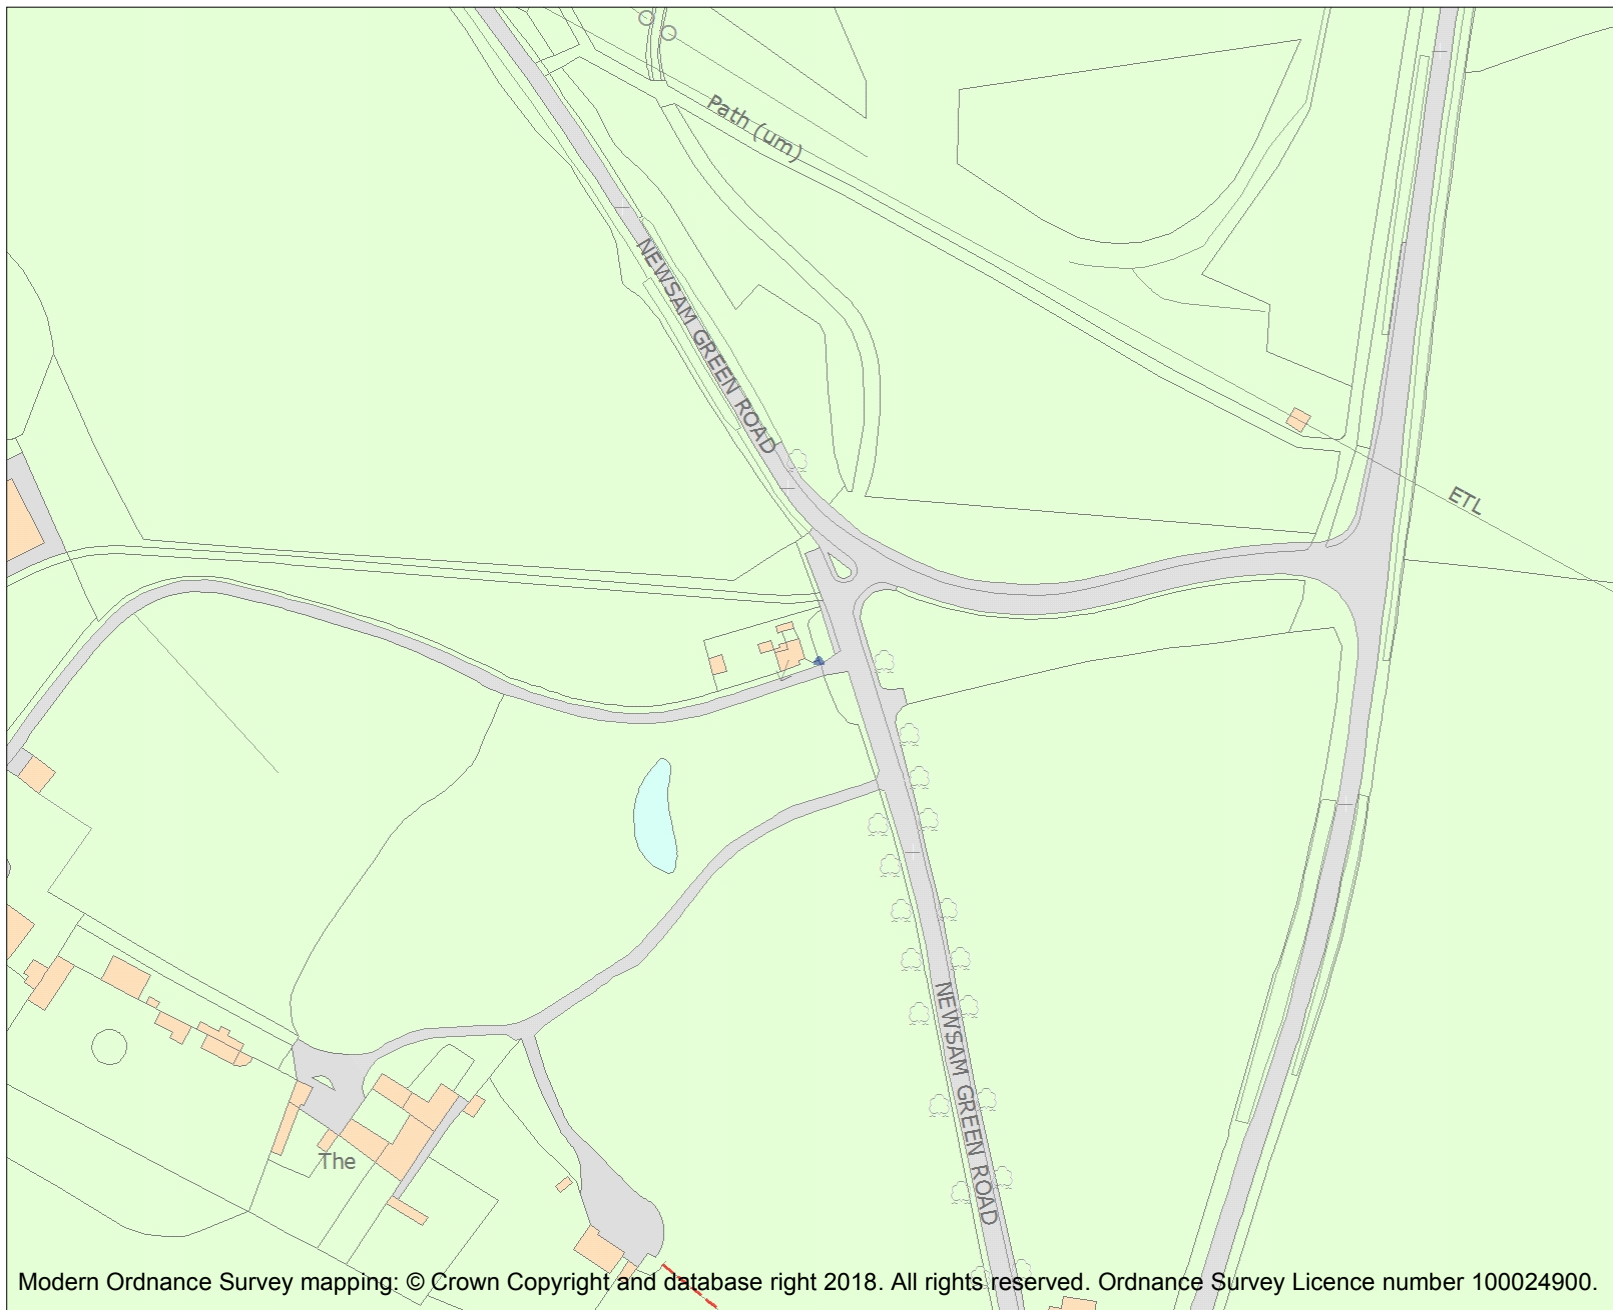 Path (um)
NEWSAM GREEN ROAD
ETL
NEWSAM GREEN ROAD
The
Modern Ordnance Survey mapping: © Crown Copyright and database right 2018. All rights reserved. Ordnance Survey Licence number 100024900.